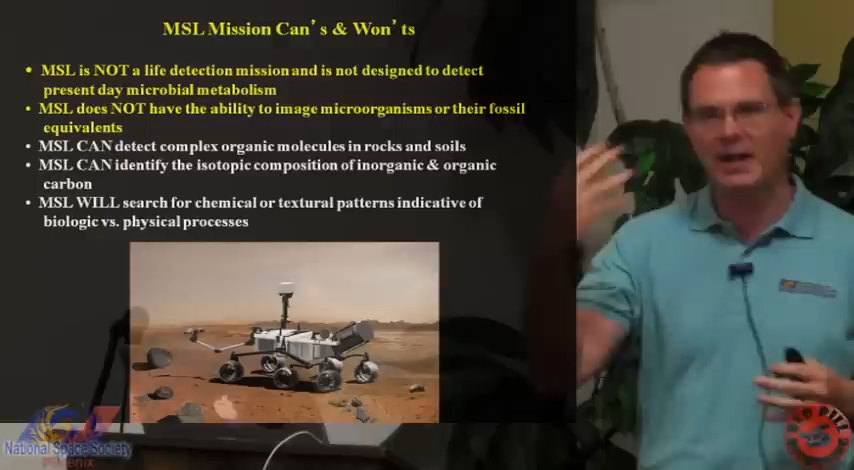 MSL Mission Can's & Won'ts
• MSL is NOT a life detection mission and is not designed to detect
present day microbial metabolism
• MSL does NOT have the ability to image microorganisms or their fossil
equivalents
• MSL CAN detect complex organic molecules in rocks and soils
• MSL CAN identify the isotopic composition of inorganic & organic
carbon
• MSL WILL search for chemical or textural patterns indicative of
biologic vs. physical processes
National Space Society